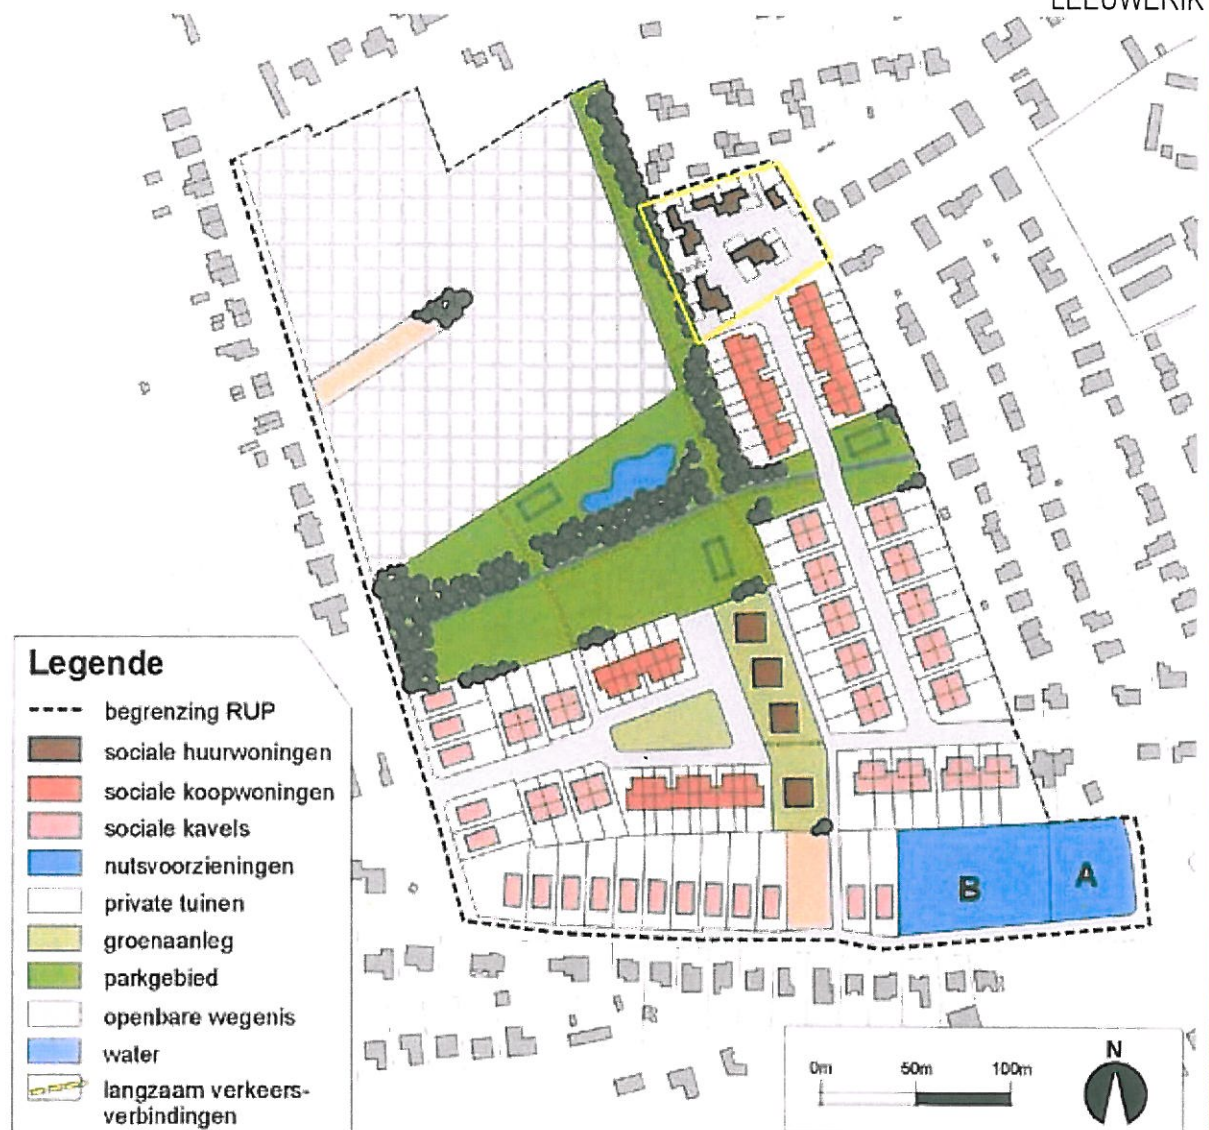 LEEUWERIK
B
A
Legende
begrenzing RUP
sociale huurwoningen
sociale koopwoningen
sociale kavels
nutsvoorzieningen
private tuinen
groenaanleg
parkgebied
openbare wegenis
water
langzaam verkeers-
verbindingen
0m 50m 100m
N